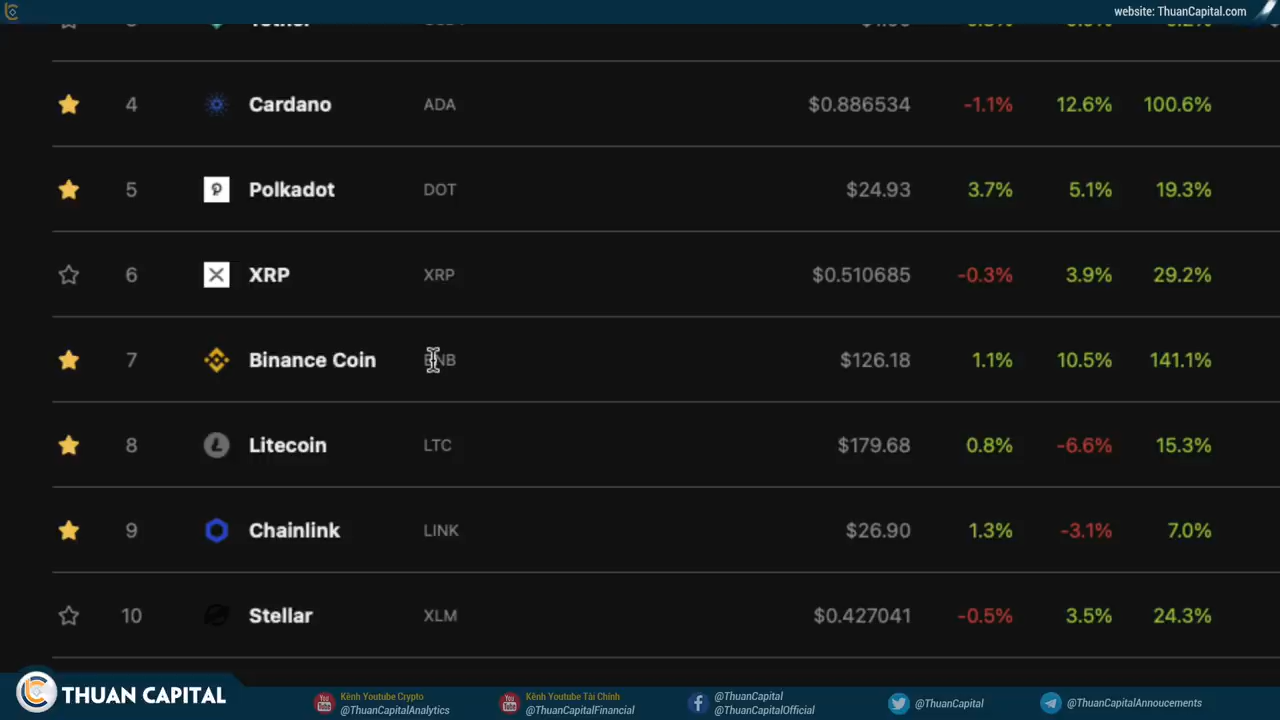 website: ThuanCapital.com
4 Cardano ADA $0.886534 -1.1% 12.6% 100.6%
5 Polkadot DOT $24.93 3.7% 5.1% 19.3%
6 XRP XRP $0.510685 -0.3% 3.9% 29.2%
7 Binance Coin BNB $126.18 1.1% 10.5% 141.1%
8 Litecoin LTC $179.68 0.8% -6.6% 15.3%
9 Chainlink LINK $26.90 1.3% -3.1% 7.0%
10 Stellar XLM $0.427041 -0.5% 3.5% 24.3%
THUAN CAPITAL
Kênh Youtube Crypto
@ThuanCapitalAnalytics
Kênh Youtube Tài Chính
@ThuanCapitalFinancial
@ThuanCapital
@ThuanCapitalOfficial
@ThuanCapital
@ThuanCapitalAnnoucements